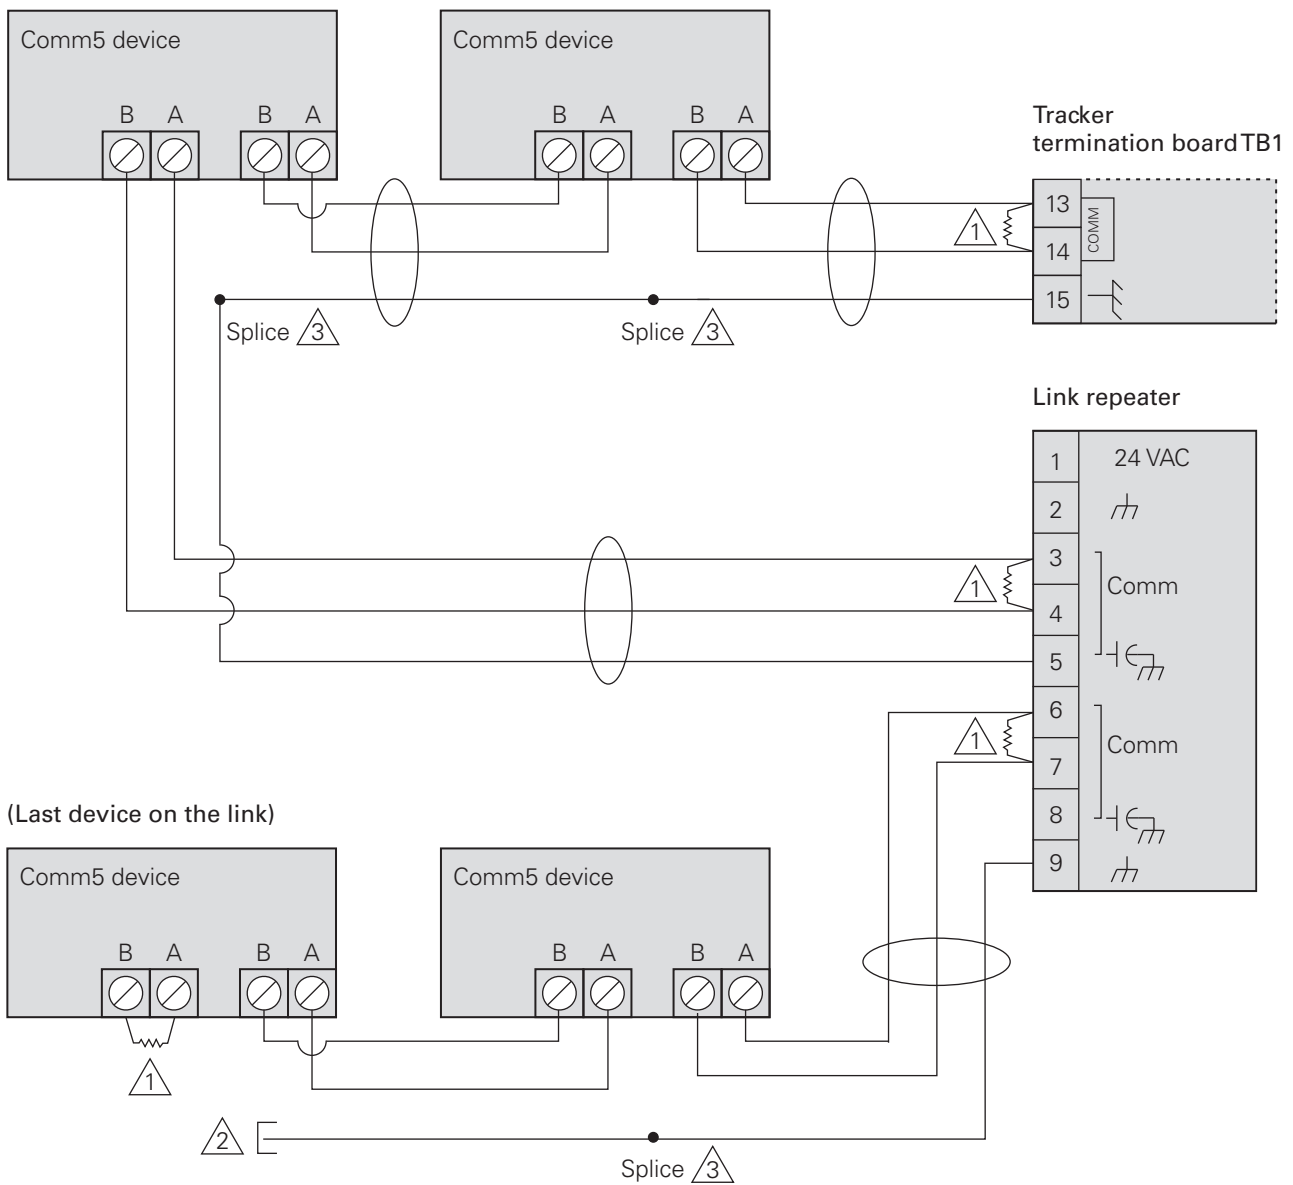 Comm5 device
Comm5 device
B A B A
B A B A
Tracker
termination board TB1
13
14
15
COMM
1
Splice 3
Splice 3
Link repeater
1 24 VAC
2
3
Comm
4
5
6
Comm
7
8
9
1
1
(Last device on the link)
Comm5 device
Comm5 device
B A B A
B A B A
1
2
Splice 3